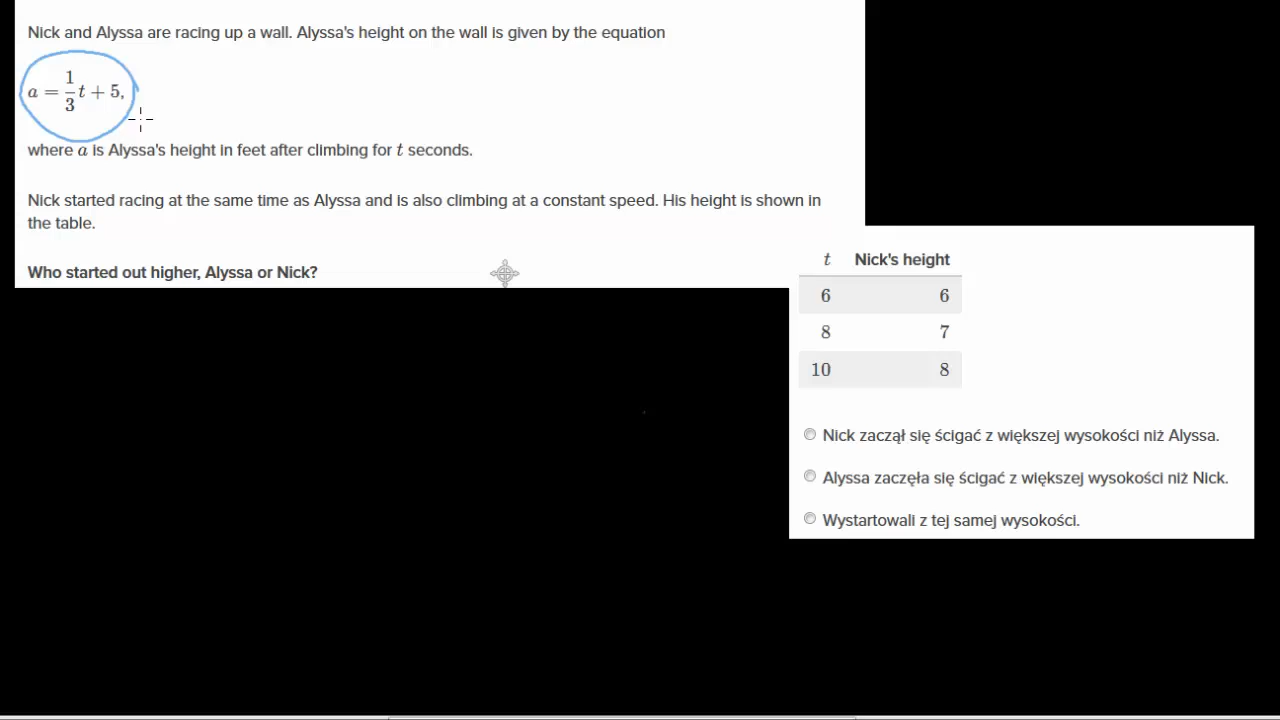 Nick and Alyssa are racing up a wall. Alyssa's height on the wall is given by the equation
a = 1/3 t + 5,
where a is Alyssa's height in feet after climbing for t seconds.
Nick started racing at the same time as Alyssa and is also climbing at a constant speed. His height is shown in
the table.
Who started out higher, Alyssa or Nick?
t Nick's height
6 6
8 7
10 8
Nick zaczął się ścigać z większej wysokości niż Alyssa.
Alyssa zaczęła się ścigać z większej wysokości niż Nick.
Wystartowali z tej samej wysokości.